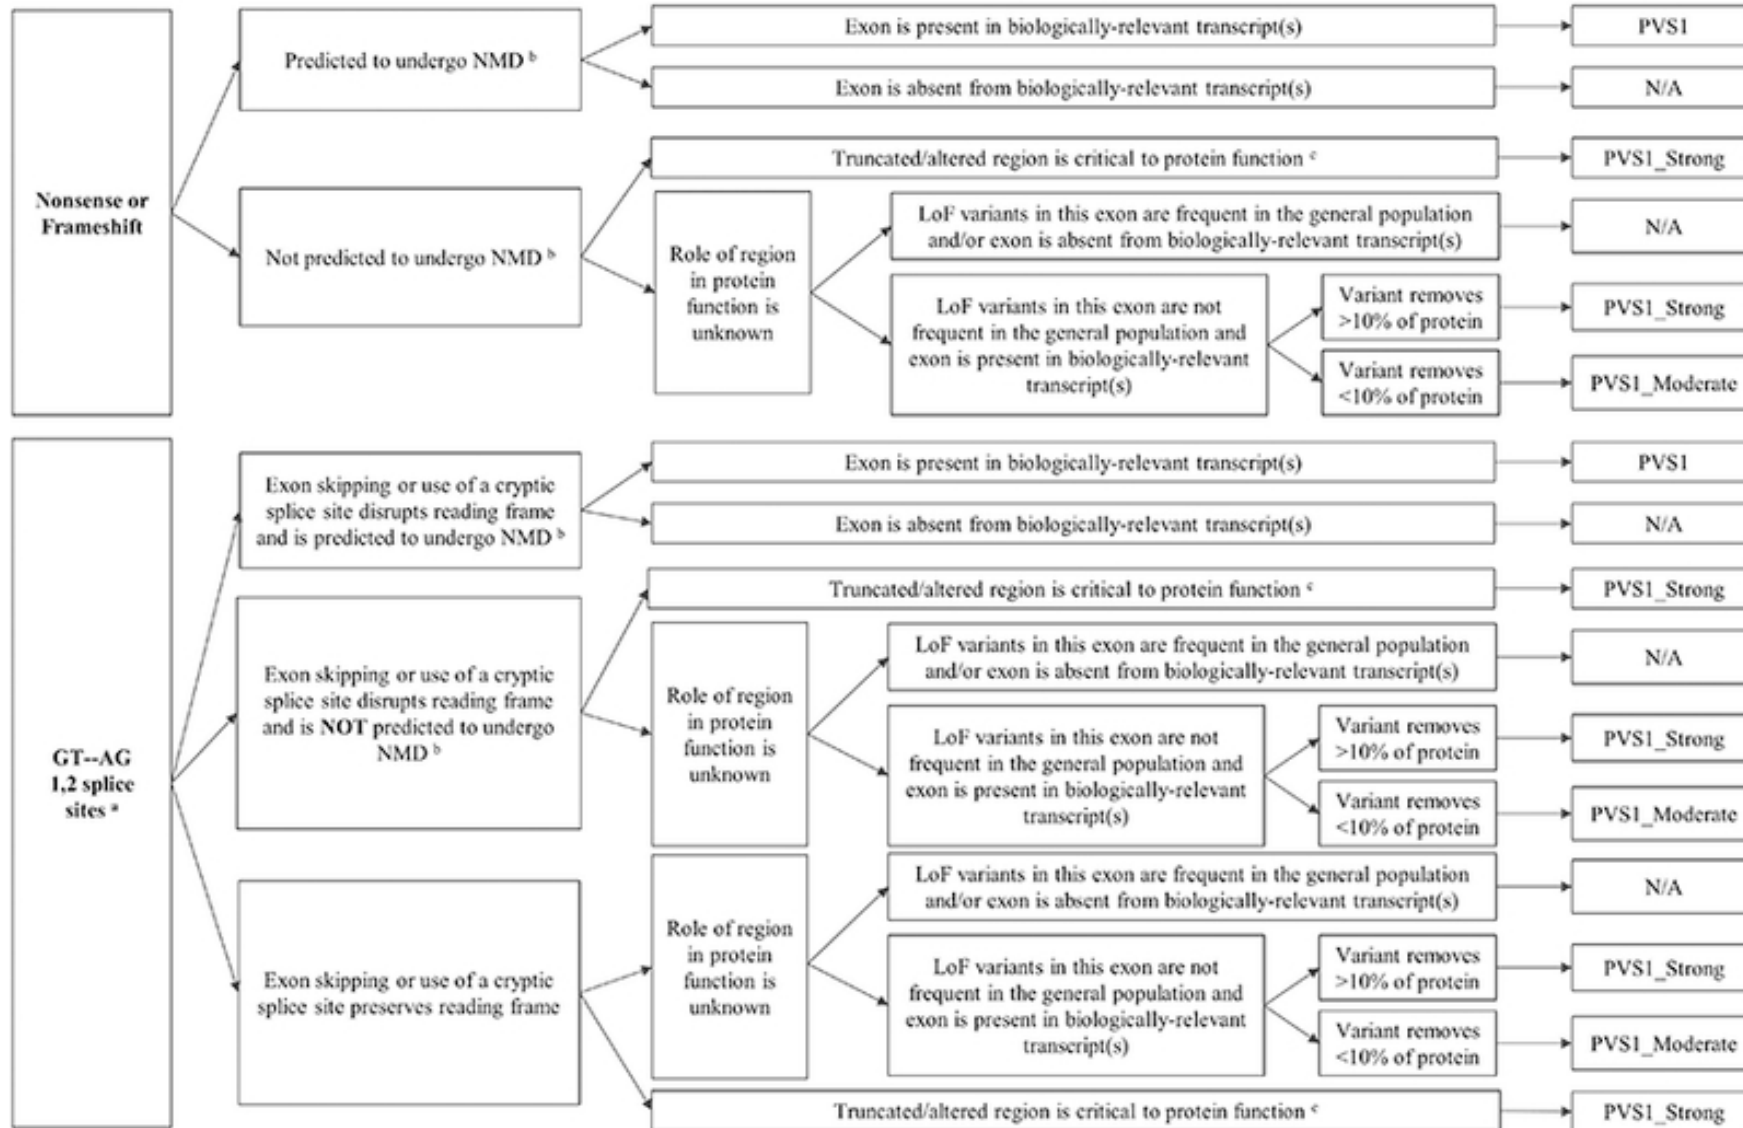 Nonsense or
Frameshift
Predicted to undergo NMD b
Exon is present in biologically-relevant transcript(s)
PVS1
Exon is absent from biologically-relevant transcript(s)
N/A
Not predicted to undergo NMD b
Truncated/altered region is critical to protein function c
PVS1_Strong
Role of region
in protein
function is
unknown
LoF variants in this exon are frequent in the general population
and/or exon is absent from biologically-relevant transcript(s)
N/A
LoF variants in this exon are not
frequent in the general population and
exon is present in biologically-relevant
transcript(s)
Variant removes
>10% of protein
PVS1_Strong
Variant removes
<10% of protein
PVS1_Moderate
GT--AG
1,2 splice
sites a
Exon skipping or use of a cryptic
splice site disrupts reading frame
and is predicted to undergo NMD b
Exon is present in biologically-relevant transcript(s)
PVS1
Exon is absent from biologically-relevant transcript(s)
N/A
Exon skipping or use of a cryptic
splice site disrupts reading frame
and is NOT predicted to undergo
NMD b
Truncated/altered region is critical to protein function c
PVS1_Strong
Role of region
in protein
function is
unknown
LoF variants in this exon are frequent in the general population
and/or exon is absent from biologically-relevant transcript(s)
N/A
LoF variants in this exon are not
frequent in the general population and
exon is present in biologically-relevant
transcript(s)
Variant removes
>10% of protein
PVS1_Strong
Variant removes
<10% of protein
PVS1_Moderate
Exon skipping or use of a cryptic
splice site preserves reading frame
Role of region
in protein
function is
unknown
LoF variants in this exon are frequent in the general population
and/or exon is absent from biologically-relevant transcript(s)
N/A
LoF variants in this exon are not
frequent in the general population and
exon is present in biologically-relevant
transcript(s)
Variant removes
>10% of protein
PVS1_Strong
Variant removes
<10% of protein
PVS1_Moderate
Truncated/altered region is critical to protein function c
PVS1_Strong